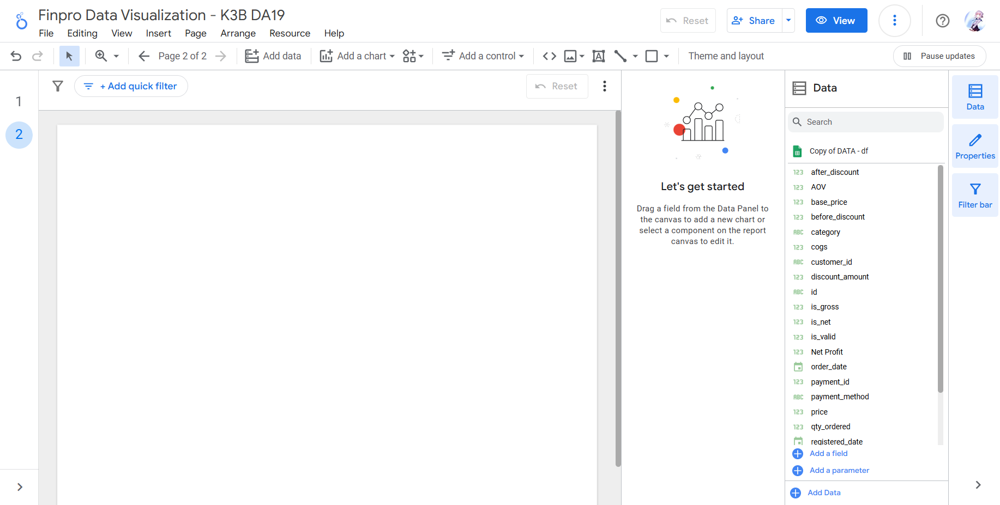 Finpro Data Visualization - K3B DA19
File Editing View Insert Page Arrange Resource Help
Reset
Share
View
Page 2 of 2
Add data
Add a chart
Add a control
Theme and layout
Pause updates
1
2
+ Add quick filter
Reset
Let's get started
Drag a field from the Data Panel to
the canvas to add a new chart or
select a component on the report
canvas to edit it.
Data
Search
Copy of DATA - df
123 after_discount
123 AOV
123 base_price
123 before_discount
ABC category
123 cogs
ABC customer_id
123 discount_amount
ABC id
123 is_gross
123 is_net
123 is_valid
123 Net Profit
order_date
123 payment_id
ABC payment_method
123 price
123 qty_ordered
registered_date
Add a field
Add a parameter
Add Data
Data
Properties
Filter bar